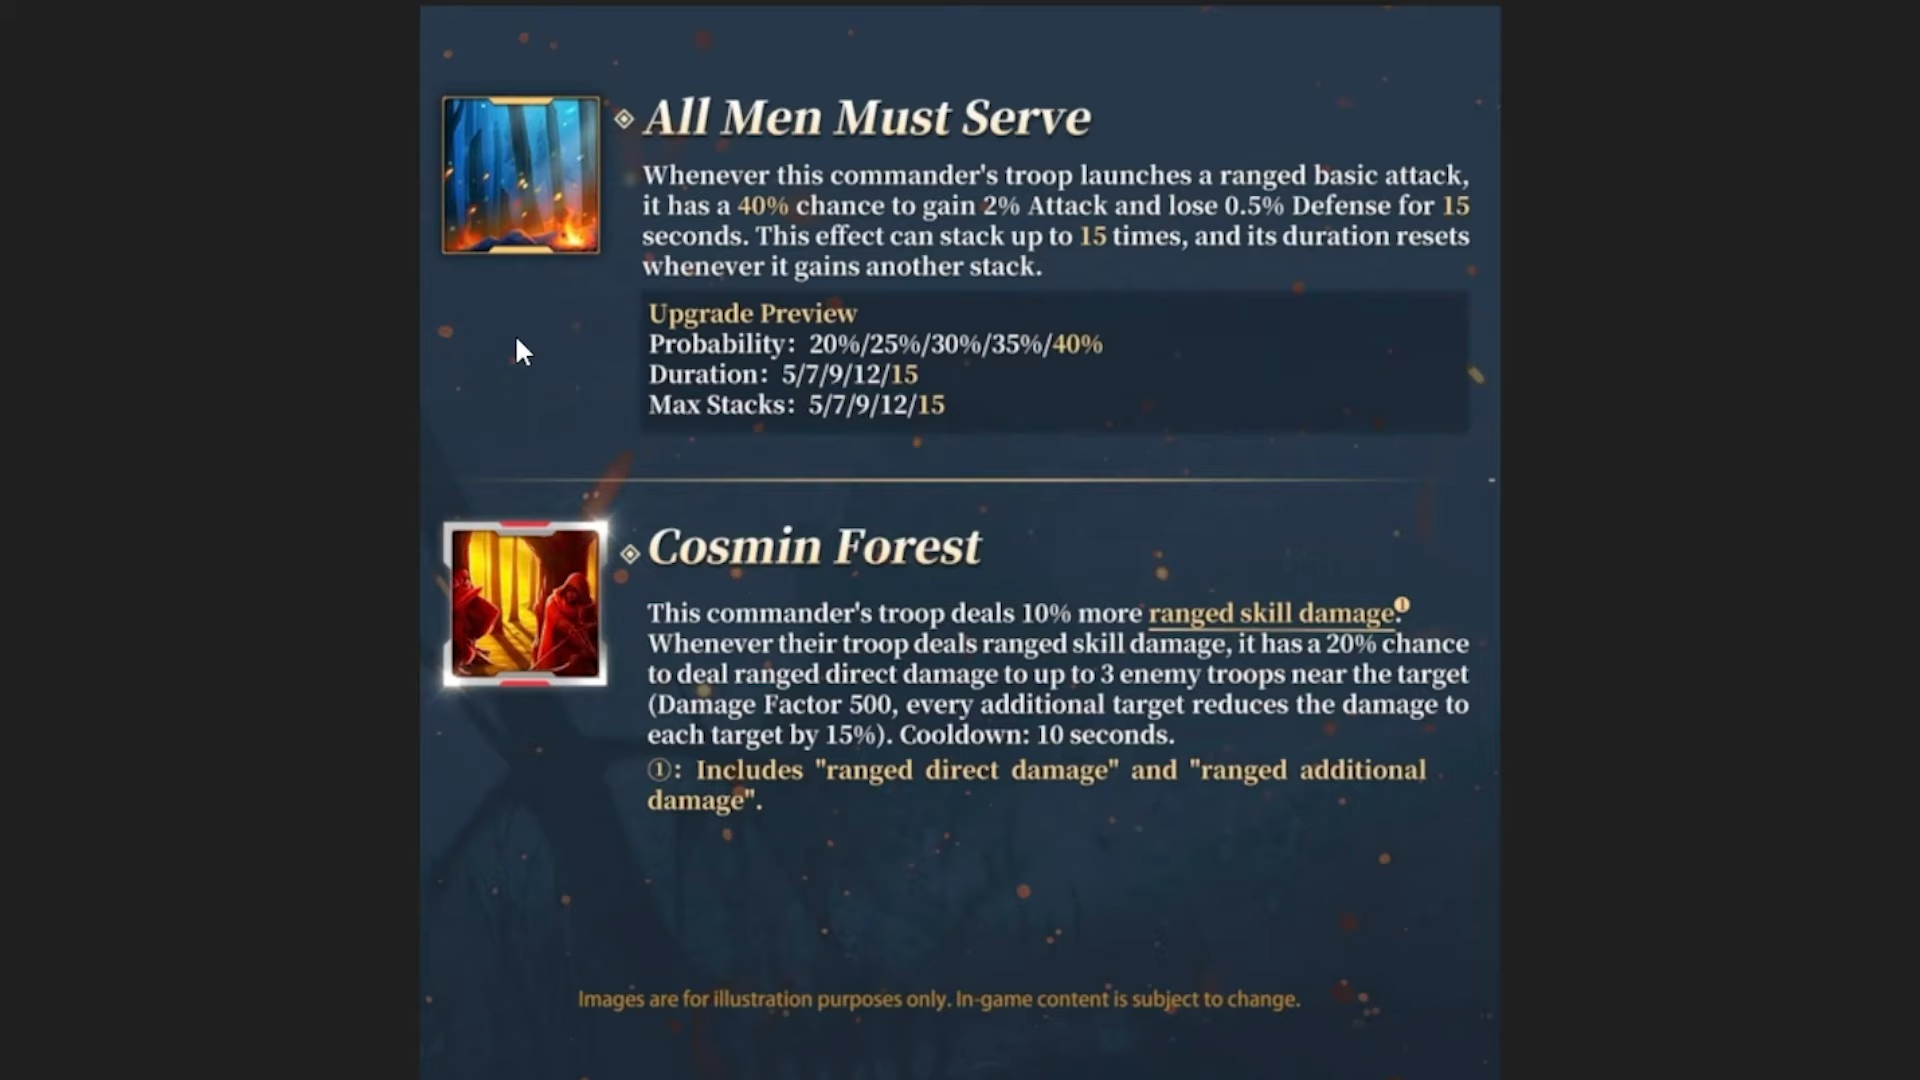 All Men Must Serve
Whenever this commander's troop launches a ranged basic attack,
it has a 40% chance to gain 2% Attack and lose 0.5% Defense for 15
seconds. This effect can stack up to 15 times, and its duration resets
whenever it gains another stack.
Upgrade Preview
Probability: 20%/25%/30%/35%/40%
Duration: 5/7/9/12/15
Max Stacks: 5/7/9/12/15
Cosmin Forest
This commander's troop deals 10% more ranged skill damage①.
Whenever their troop deals ranged skill damage, it has a 20% chance
to deal ranged direct damage to up to 3 enemy troops near the target
(Damage Factor 500, every additional target reduces the damage to
each target by 15%). Cooldown: 10 seconds.
①: Includes "ranged direct damage" and "ranged additional
damage".
Images are for illustration purposes only. In-game content is subject to change.